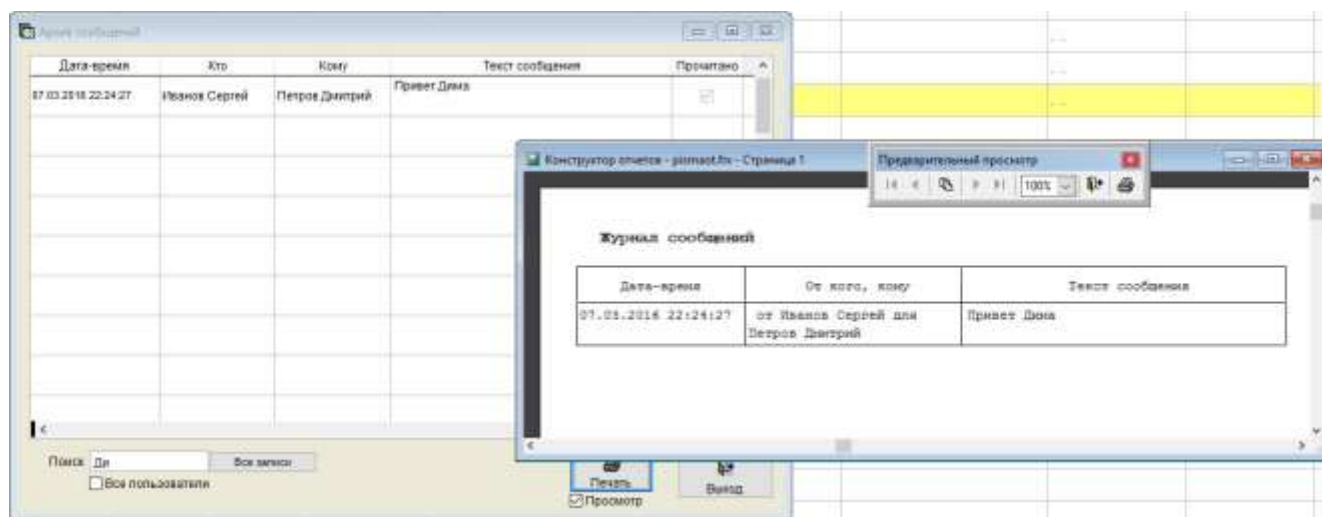 Архив сообщений
Дата-время Кто Кому Текст сообщения Прочитано
07.03.2016 22:24:27 Иванов Сергей Петров Дмитрий Привет Дима
Конструктор отчетов - pismaot.frx - Страница 1
Предварительный просмотр
100%
Журнал сообщений
Дата-время От кого, кому Текст сообщения
07.03.2016 22:24:27 от Иванов Сергей для Привет Дима
Петров Дмитрий
Поиск Ди Все записи
Все пользователи
Печать
Просмотр
Выход